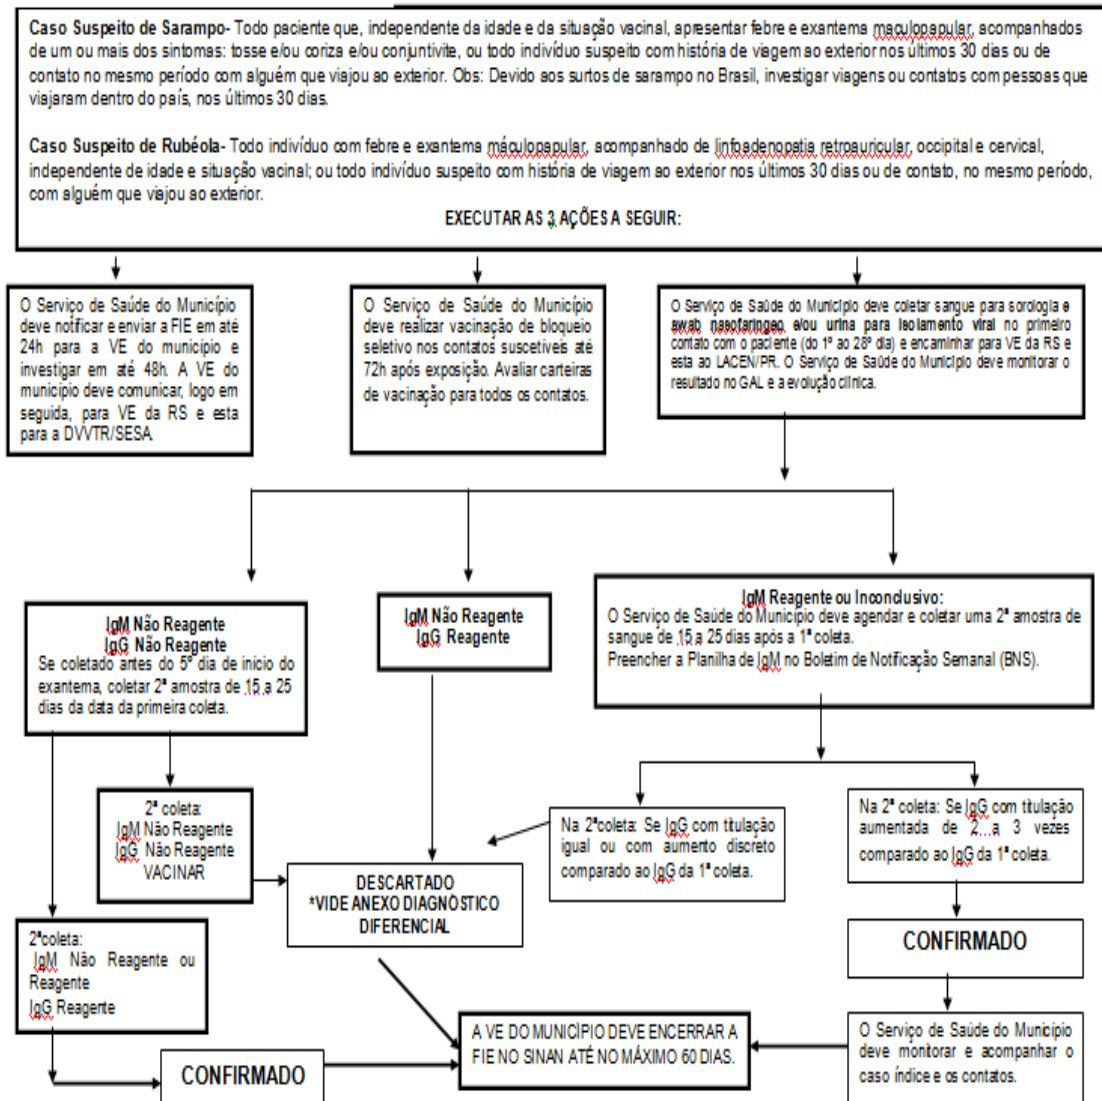 Caso Suspeito de Sarampo- Todo paciente que, independente da idade e da situação vacinal, apresentar febre e exantema maculopapular, acompanhados
de um ou mais dos sintomas: tosse e/ou coriza e/ou conjuntivite, ou todo indivíduo suspeito com história de viagem ao exterior nos últimos 30 dias ou de
contato no mesmo período com alguém que viajou ao exterior. Obs: Devido aos surtos de sarampo no Brasil, investigar viagens ou contatos com pessoas que
viajaram dentro do país, nos últimos 30 dias.
Caso Suspeito de Rubéola- Todo indivíduo com febre e exantema máculopapular, acompanhado de linfoadenopatia retroauricular, occipital e cervical,
independente de idade e situação vacinal; ou todo indivíduo suspeito com história de viagem ao exterior nos últimos 30 dias ou de contato, no mesmo período,
com alguém que viajou ao exterior.
EXECUTAR AS 3 AÇÕES A SEGUIR:
O Serviço de Saúde do Município
deve notificar e enviar a FIE em até
24h para a VE do município e
investigar em até 48h. A VE do
município deve comunicar, logo em
seguida, para VE da RS e esta
para a DVVTR/SESA.
O Serviço de Saúde do Município
deve realizar vacinação de bloqueio
seletivo nos contatos suscetíveis até
72h após exposição. Avaliar carteiras
de vacinação para todos os contatos.
O Serviço de Saúde do Município deve coletar sangue para sorologia e
swab nasofaríngeo e/ou urina para isolamento viral no primeiro
contato com o paciente (do 1º ao 28º dia) e encaminhar para VE da RS e
esta ao LACEN/PR. O Serviço de Saúde do Município deve monitorar o
resultado no GAL e a evolução clínica.
IgM Não Reagente
IgG Não Reagente
Se coletado antes do 5º dia de início do
exantema, coletar 2ª amostra de 15 a 25
dias da data da primeira coleta.
IgM Não Reagente
IgG Reagente
IgM Reagente ou Inconclusivo:
O Serviço de Saúde do Município deve agendar e coletar uma 2ª amostra de
sangue de 15 a 25 dias após a 1ª coleta.
Preencher a Planilha de IgM no Boletim de Notificação Semanal (BNS).
2ª coleta:
IgM Não Reagente
IgG Não Reagente
VACINAR
Na 2ªcoleta: Se IgG com titulação
igual ou com aumento discreto
comparado ao IgG da 1ª coleta.
Na 2ª coleta: Se IgG com titulação
aumentada de 2 a 3 vezes
comparado ao IgG da 1ª coleta.
DESCARTADO
*VIDE ANEXO DIAGNÓSTICO
DIFERENCIAL
2ªcoleta:
IgM Não Reagente ou
Reagente
IgG Reagente
CONFIRMADO
A VE DO MUNICÍPIO DEVE ENCERRAR A
FIE NO SINAN ATÉ NO MÁXIMO 60 DIAS.
O Serviço de Saúde do Município
deve monitorar e acompanhar o
caso índice e os contatos.
CONFIRMADO